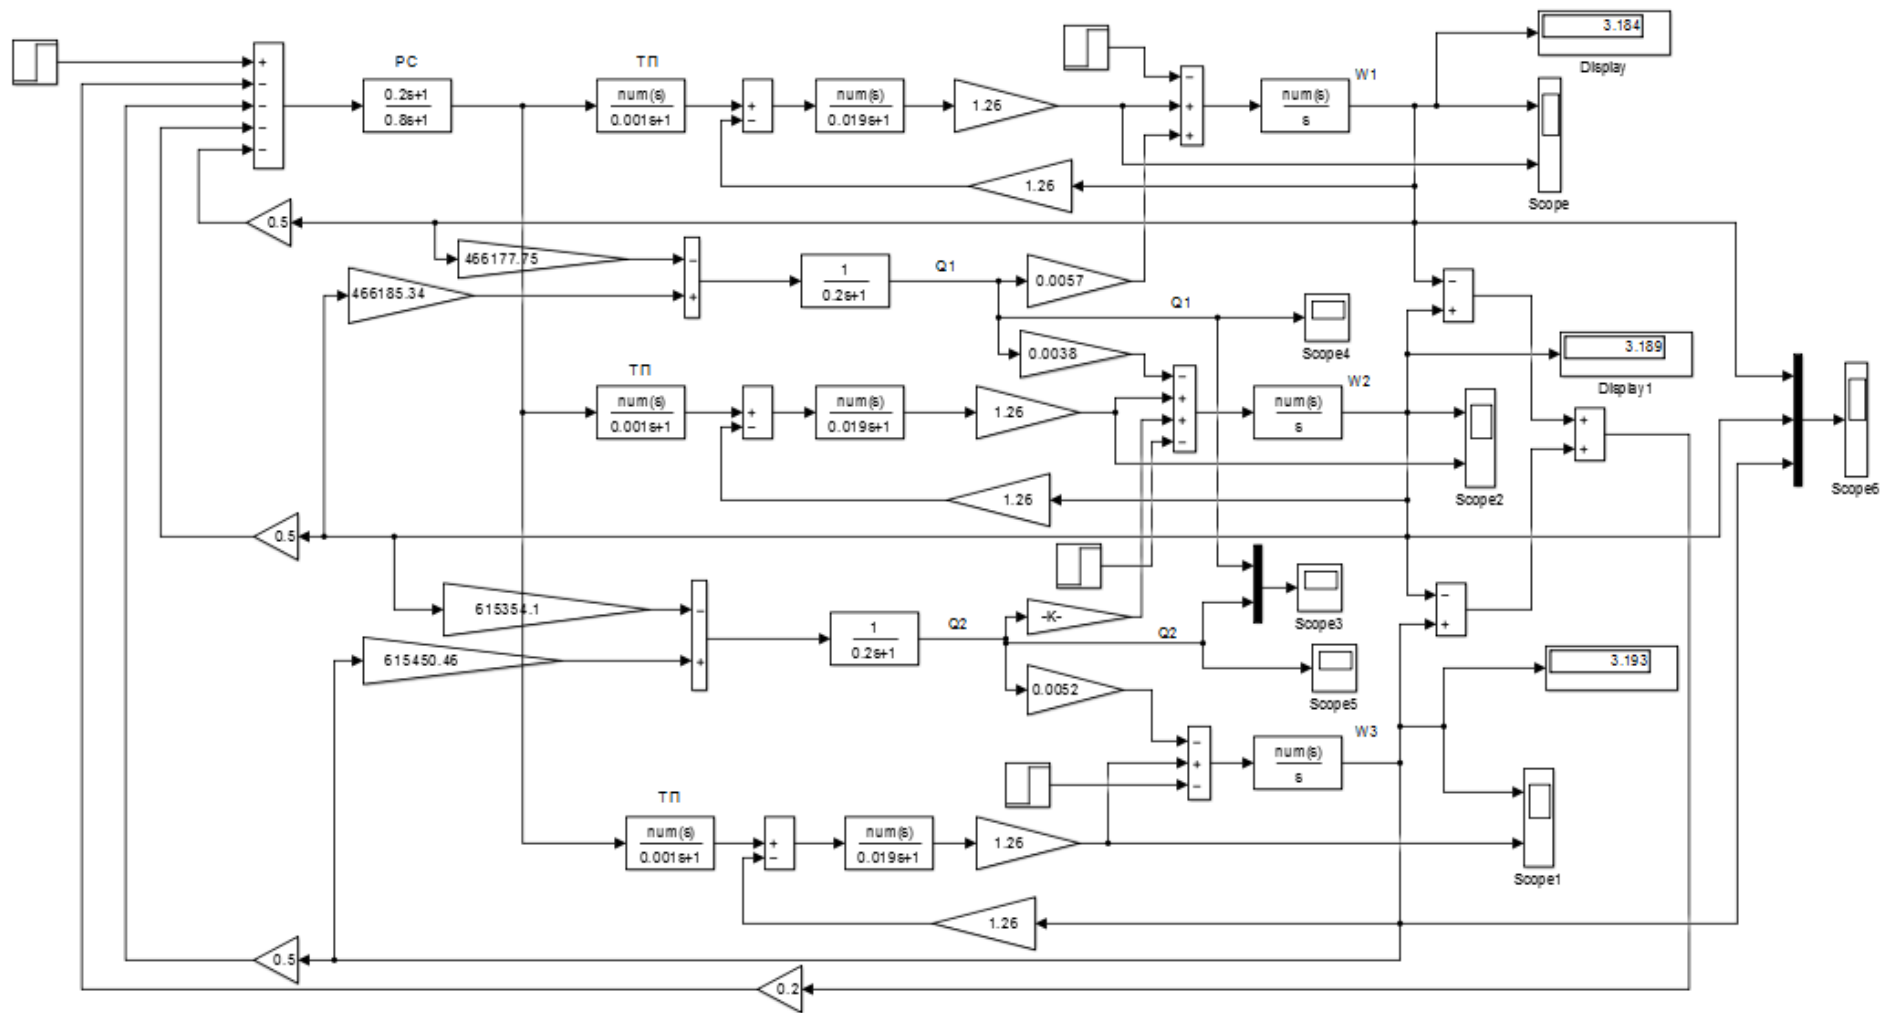 3.184
Display
РС
0.2s+1
0.8s+1
ТП
num(s)
0.001s+1
+
−
−
−
−
+
−
num(s)
0.019s+1
1.26
−
+
+
num(s)
s
W1
Scope
1.26
0.5
466177.75
466185.34
−
+
1
0.2s+1
Q1
0.0057
Q1
Scope4
0.0038
−
+
3.189
Display1
ТП
num(s)
0.001s+1
+
−
num(s)
0.019s+1
1.26
−
+
+
−
num(s)
s
W2
Scope2
+
+
Scope6
1.26
0.5
615354.1
615450.46
−
+
1
0.2s+1
Q2
-K-
Q2
Scope3
−
+
0.0052
Scope5
3.193
−
+
−
num(s)
s
W3
ТП
num(s)
0.001s+1
+
−
num(s)
0.019s+1
1.26
Scope1
1.26
0.5
0.2